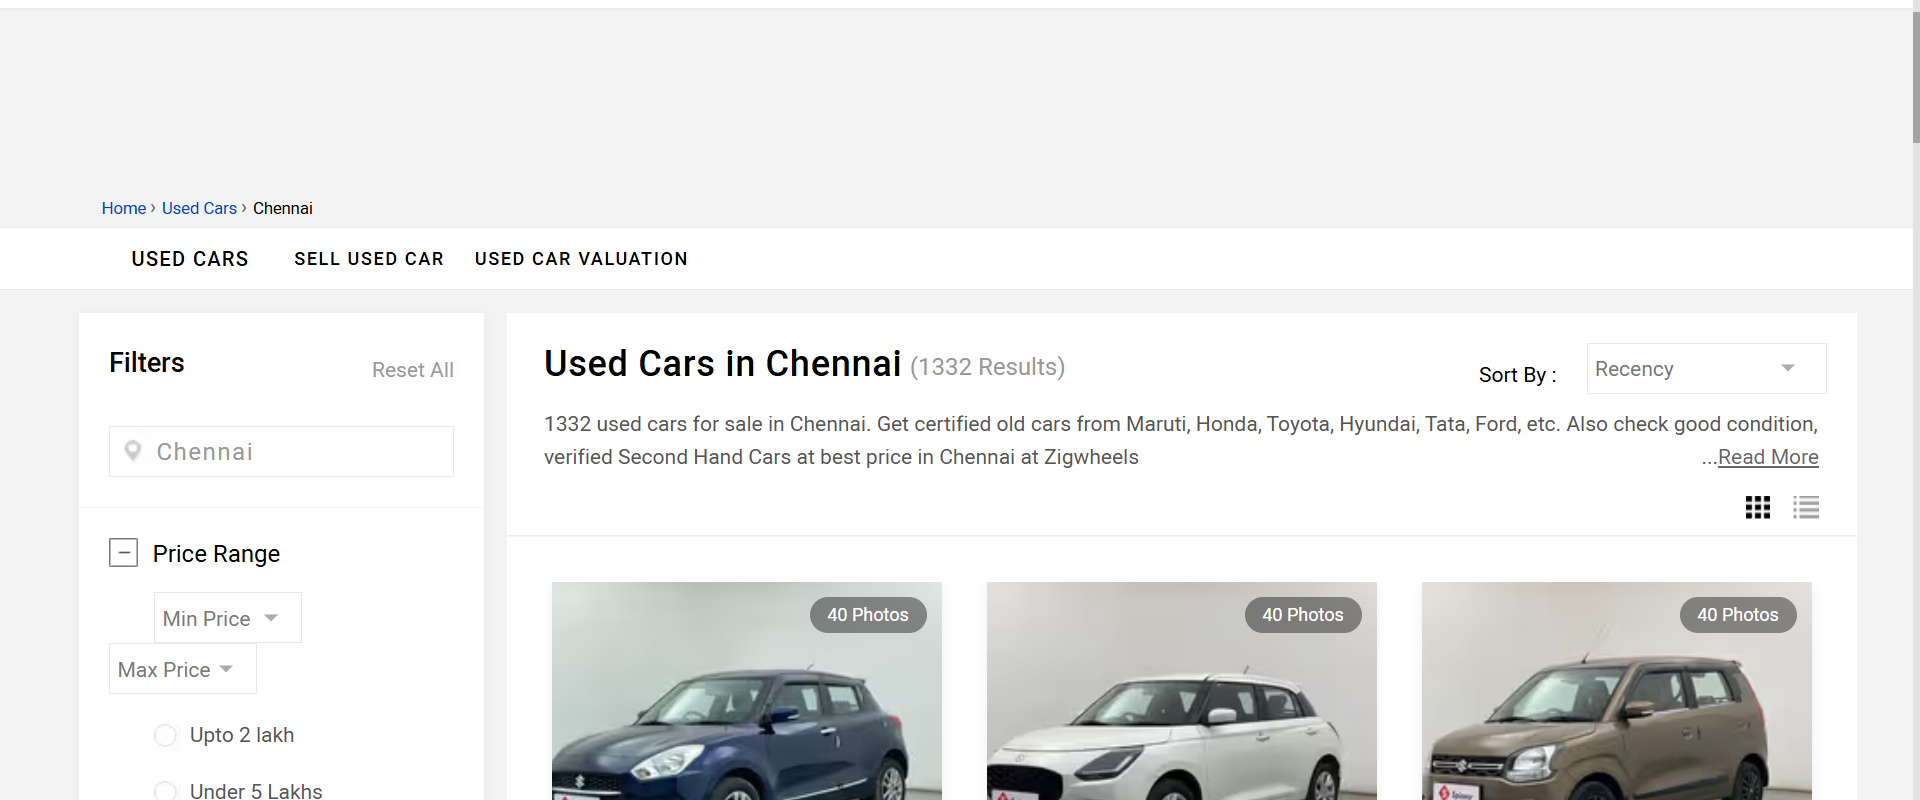 Home › Used Cars › Chennai
USED CARS SELL USED CAR USED CAR VALUATION
Filters
Reset All
Chennai
Price Range
Min Price
Max Price
Upto 2 lakh
Under 5 Lakhs
Used Cars in Chennai (1332 Results)
Sort By :
Recency
1332 used cars for sale in Chennai. Get certified old cars from Maruti, Honda, Toyota, Hyundai, Tata, Ford, etc. Also check good condition,
verified Second Hand Cars at best price in Chennai at Zigwheels
...Read More
40 Photos
40 Photos
40 Photos
Spinny